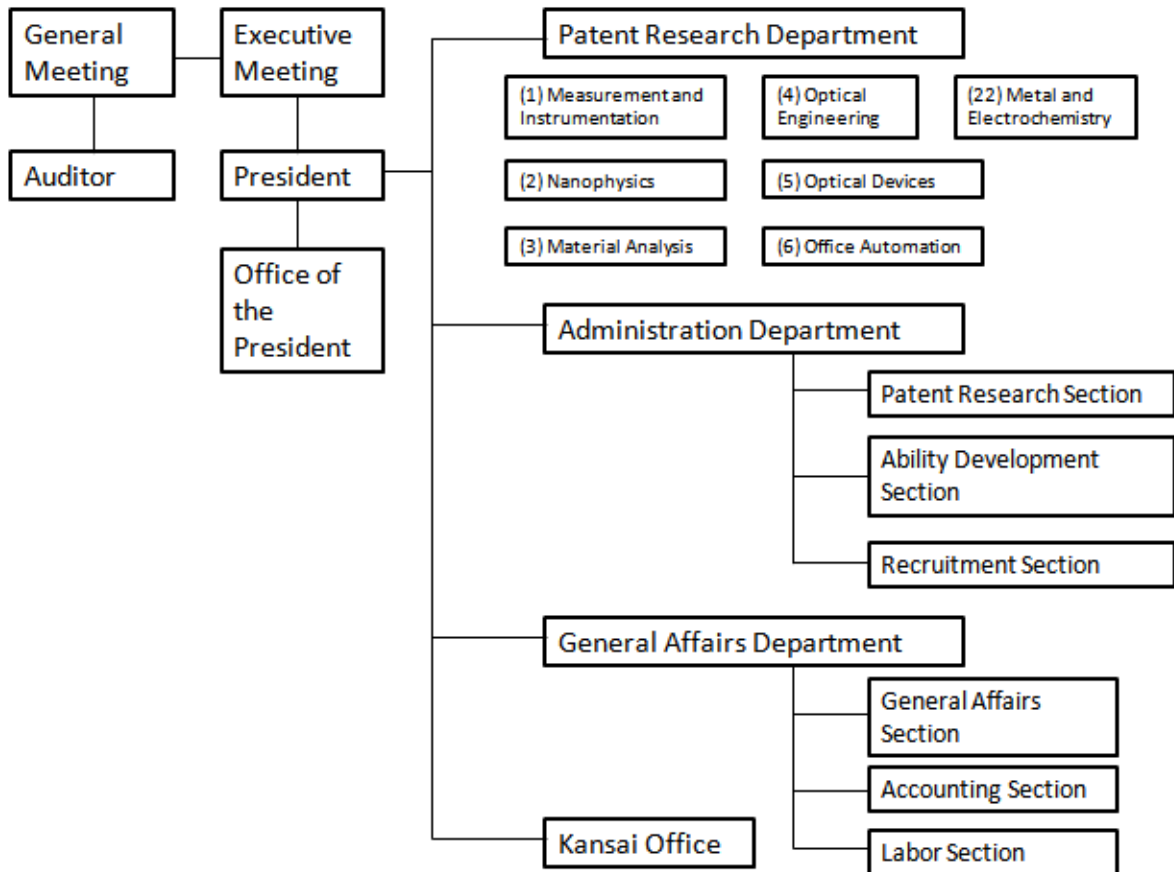 General
Meeting
Executive
Meeting
Auditor
President
Office of
the
President
Patent Research Department
(1) Measurement and
Instrumentation
(4) Optical
Engineering
(22) Metal and
Electrochemistry
(2) Nanophysics
(5) Optical Devices
(3) Material Analysis
(6) Office Automation
Administration Department
Patent Research Section
Ability Development
Section
Recruitment Section
General Affairs Department
General Affairs
Section
Accounting Section
Labor Section
Kansai Office